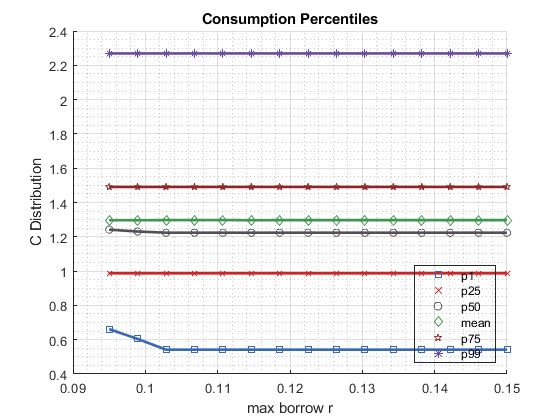 Consumption Percentiles
2.4
2.2
2
1.8
1.6
1.4
1.2
1
0.8
0.6
0.4
C Distribution
0.09
0.1
0.11
0.12
0.13
0.14
0.15
max borrow r
p1
p25
p50
mean
p75
p99